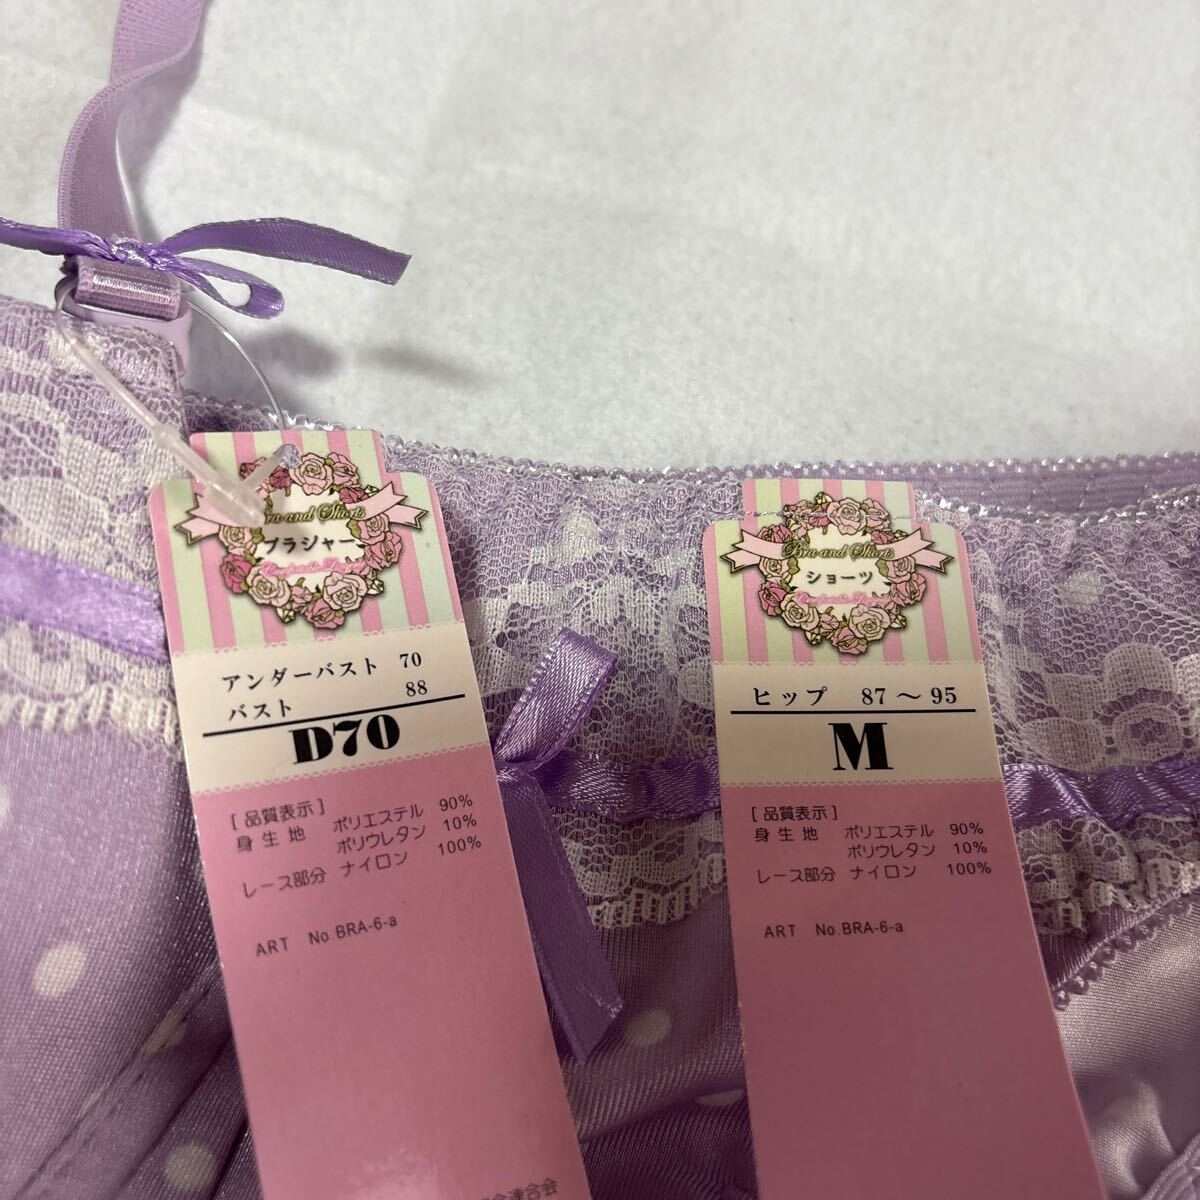 Bra and Shorts
ブラジャー
アンダーバスト 70
バスト 88
D70
[品質表示]
身生地 ポリエステル 90%
ポリウレタン 10%
レース部分 ナイロン 100%
ART No.BRA-6-a
連合会
Bra and Shorts
ショーツ
ヒップ 87～95
M
[品質表示]
身生地 ポリエステル 90%
ポリウレタン 10%
レース部分 ナイロン 100%
ART No.BRA-6-a